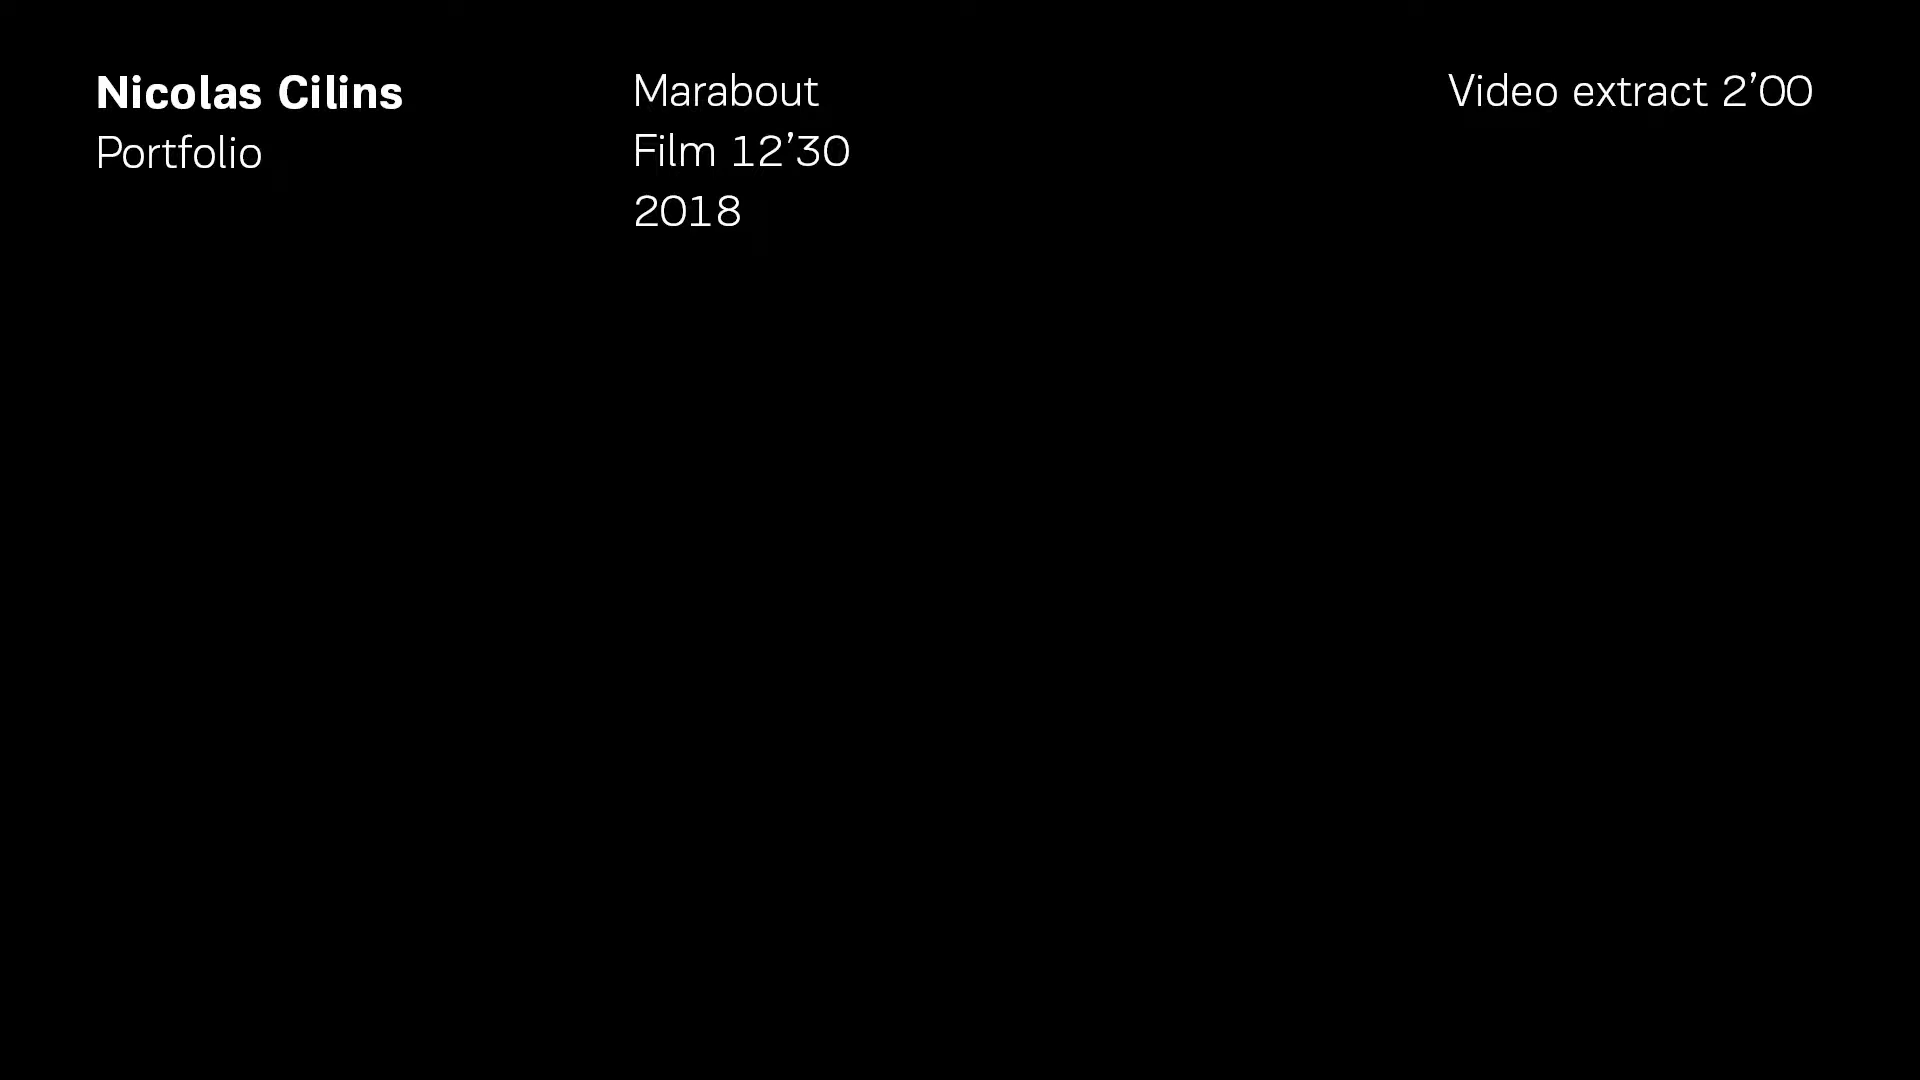 Nicolas Cilins
Portfolio
Marabout
Film 12’30
2018
Video extract 2’00